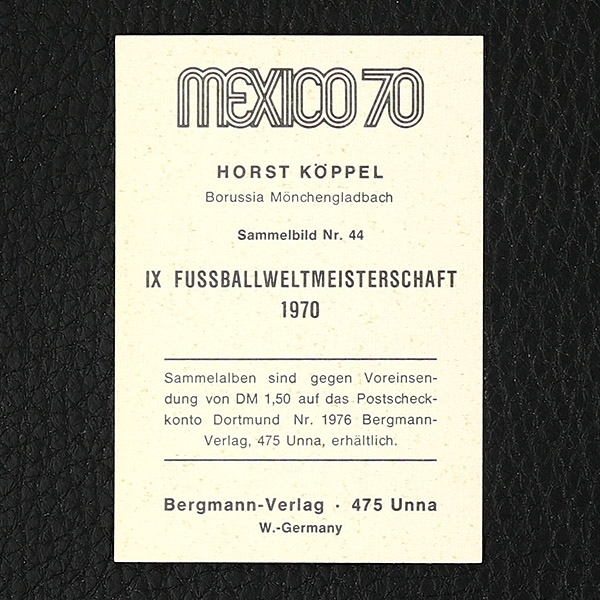 MEXICO 70
HORST KÖPPEL
Borussia Mönchengladbach
Sammelbild Nr. 44
IX FUSSBALLWELTMEISTERSCHAFT
1970
Sammelalben sind gegen Voreinsen-
dung von DM 1,50 auf das Postscheck-
konto Dortmund Nr. 1976 Bergmann-
Verlag, 475 Unna, erhältlich.
Bergmann-Verlag · 475 Unna
W.-Germany